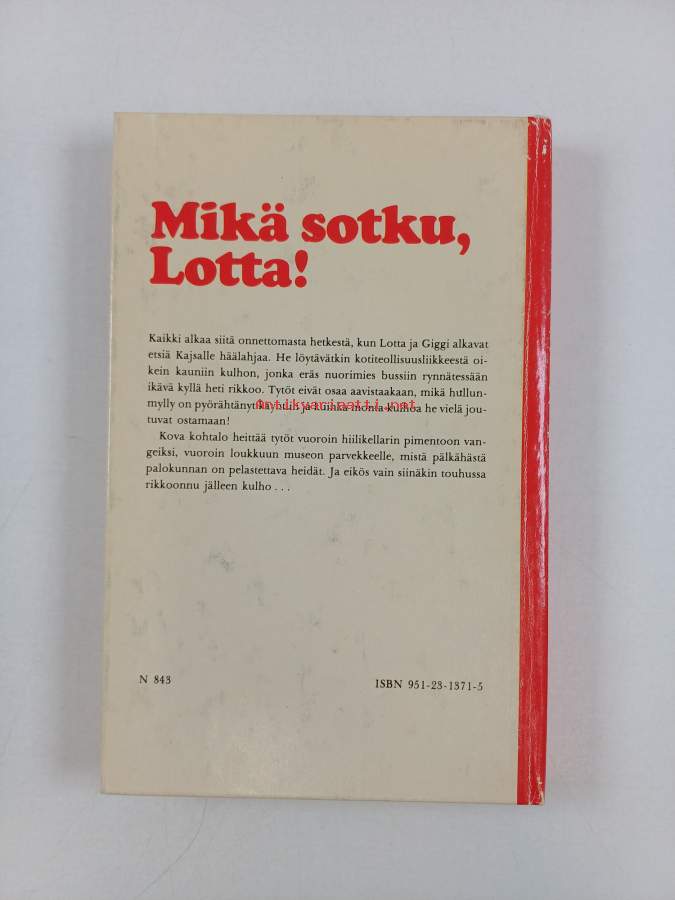 Mikä sotku,
Lotta!
Kaikki alkaa siitä onnettomasta hetkestä, kun Lotta ja Giggi alkavat
etsiä Kajsalle häälahjaa. He löytävätkin kotiteollisuusliikkeestä oi-
kein kauniin kulhon, jonka eräs nuorimies bussiin rynnätessään
ikävä kyllä heti rikkoo. Tytöt eivät osaa aavistaakaan, mikä hullun-
mylly on pyörähtänyt ja kulhoa he vielä jou-
Antikvariaatti.net
tuvat ostamaan!
Kova kohtalo heittää tytöt vuoroin hiilikellarin pimentoon van-
geiksi, vuoroin loukkuun museon parvekkeelle, mistä pälkähästä
palokunnan on pelastettava heidät. Ja eikös vain siinäkin touhussa
rikkoonnu jälleen kulho . . .
N 843
ISBN 951-23-1371-5